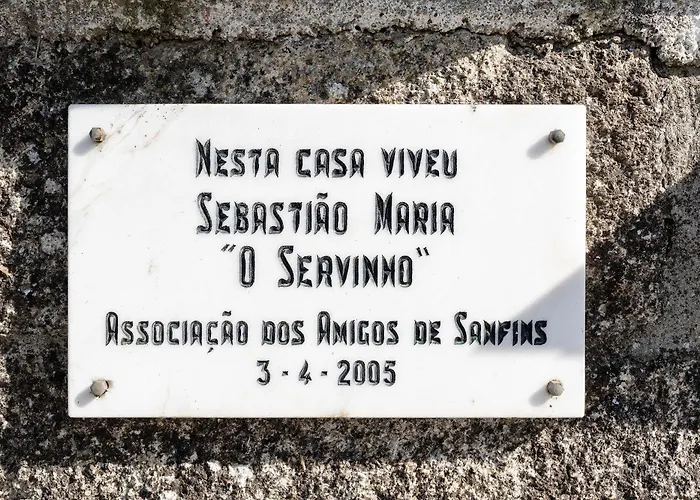 Nesta casa viveu
Sebastião Maria
"O Servinho"
Associação dos Amigos de Sanfins
3 - 4 - 2005